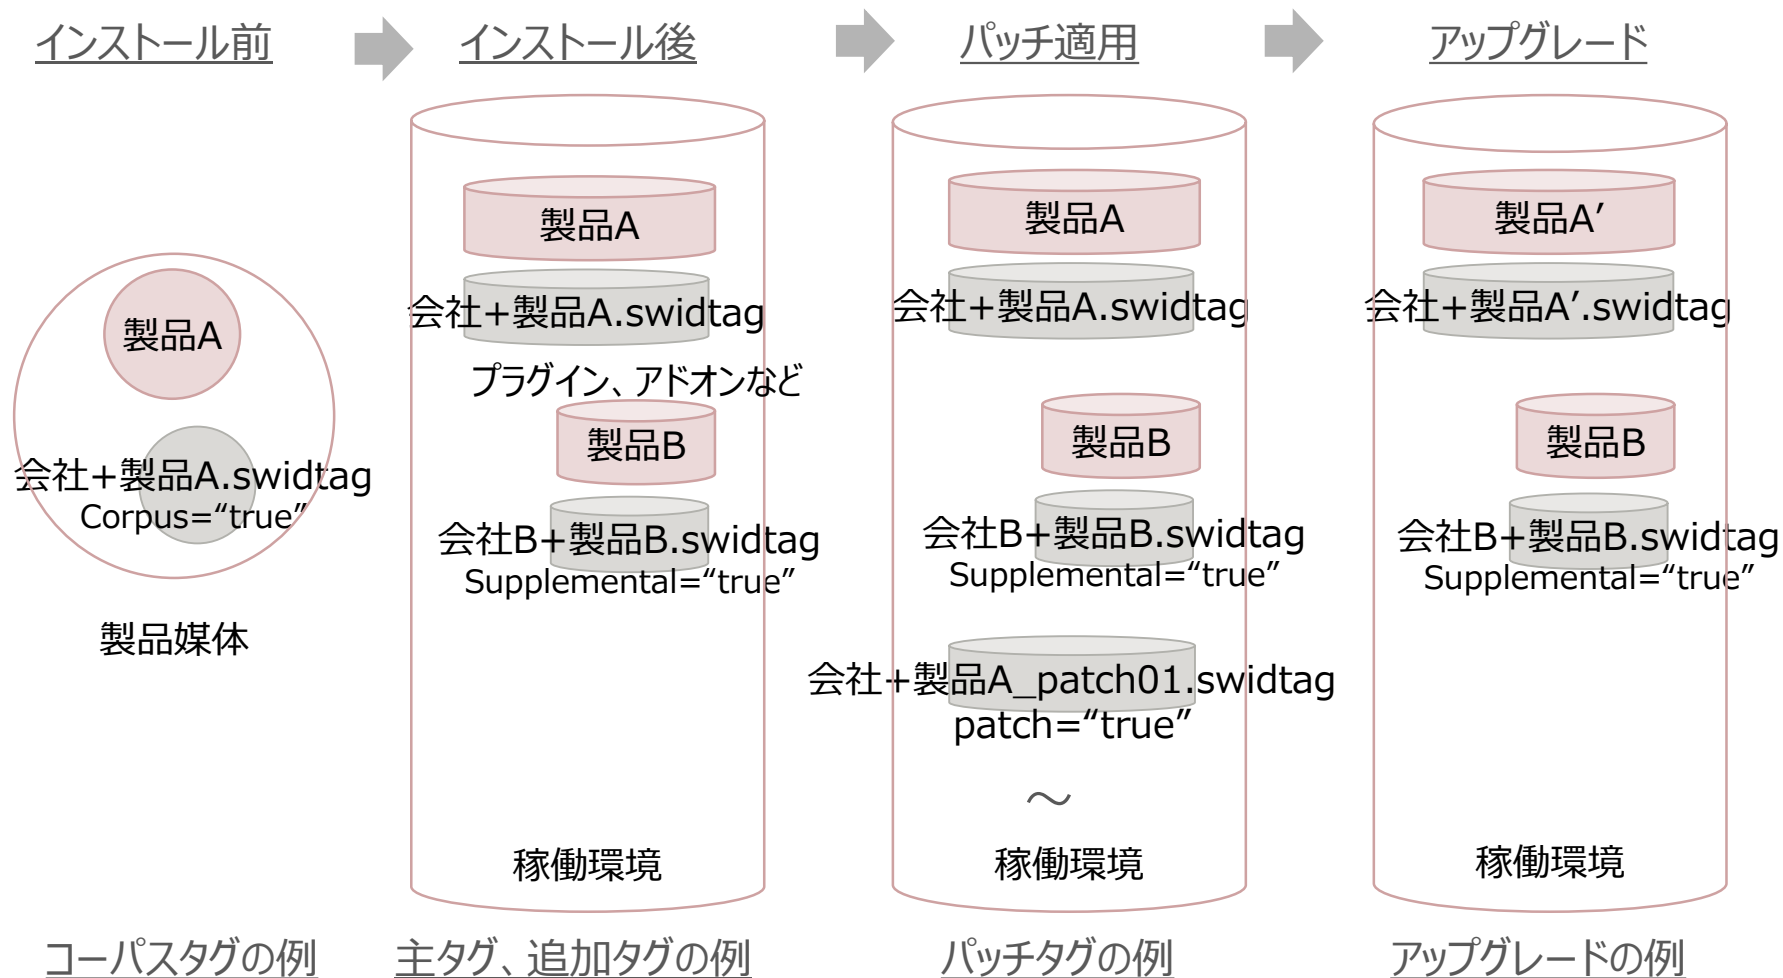 インストール前
インストール後
パッチ適用
アップグレード
製品A
会社+製品A.swidtag
Corpus=“true”
製品媒体
コーパスタグの例
製品A
会社+製品A.swidtag
プラグイン、アドオンなど
製品B
会社B+製品B.swidtag
Supplemental=“true”
稼働環境
主タグ、追加タグの例
製品A
会社+製品A.swidtag
製品B
会社B+製品B.swidtag
Supplemental=“true”
会社+製品A_patch01.swidtag
patch=“true”
～
稼働環境
パッチタグの例
製品A’
会社+製品A’.swidtag
製品B
会社B+製品B.swidtag
Supplemental=“true”
稼働環境
アップグレードの例